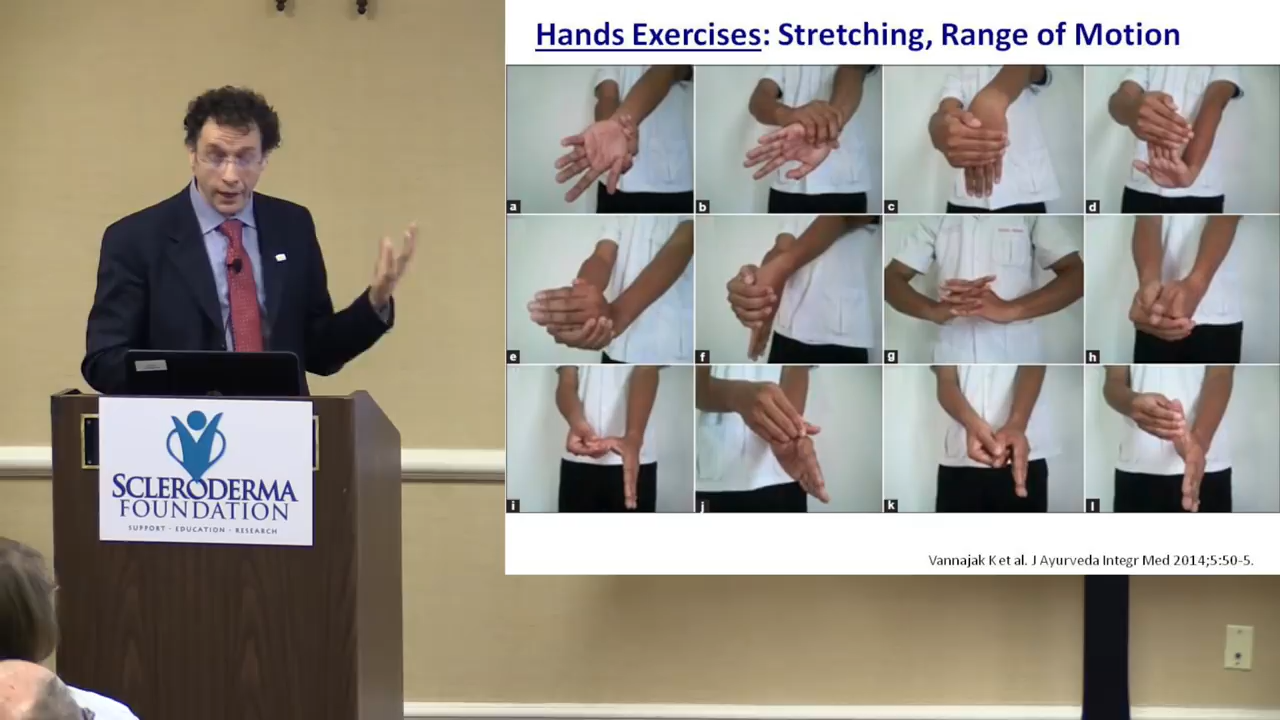 Hands Exercises: Stretching, Range of Motion
a
b
c
d
e
f
g
h
i
j
k
l
Vannajak K et al. J Ayurveda Integr Med 2014;5:50-5.
SCLERODERMA
FOUNDATION
SUPPORT - EDUCATION - RESEARCH